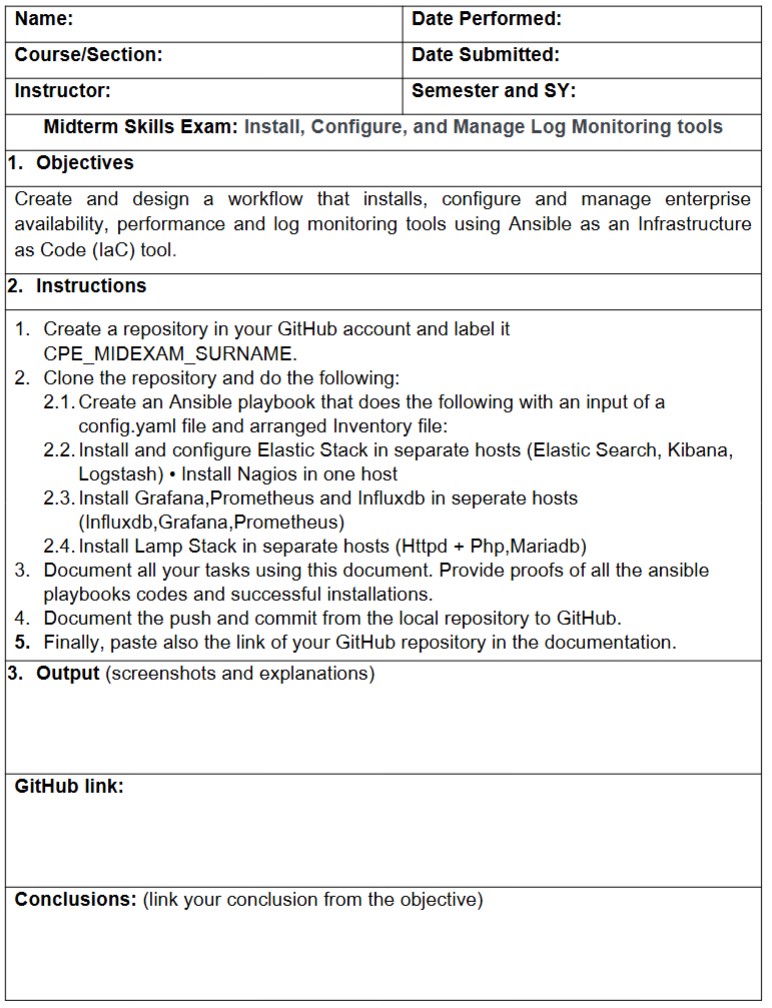 Name:
Date Performed:
Course/Section:
Date Submitted:
Instructor:
Semester and SY:
Midterm Skills Exam: Install, Configure, and Manage Log Monitoring tools
1. Objectives
Create and design a workflow that installs, configure and manage enterprise
availability, performance and log monitoring tools using Ansible as an Infrastructure
as Code (IaC) tool.
2. Instructions
1. Create a repository in your GitHub account and label it
CPE_MIDEXAM_SURNAME.
2. Clone the repository and do the following:
2.1. Create an Ansible playbook that does the following with an input of a
config.yaml file and arranged Inventory file:
2.2. Install and configure Elastic Stack in separate hosts (Elastic Search, Kibana,
Logstash) • Install Nagios in one host
2.3. Install Grafana,Prometheus and Influxdb in seperate hosts
(Influxdb,Grafana,Prometheus)
2.4. Install Lamp Stack in separate hosts (Httpd + Php,Mariadb)
3. Document all your tasks using this document. Provide proofs of all the ansible
playbooks codes and successful installations.
4. Document the push and commit from the local repository to GitHub.
5. Finally, paste also the link of your GitHub repository in the documentation.
3. Output (screenshots and explanations)
GitHub link:
Conclusions: (link your conclusion from the objective)